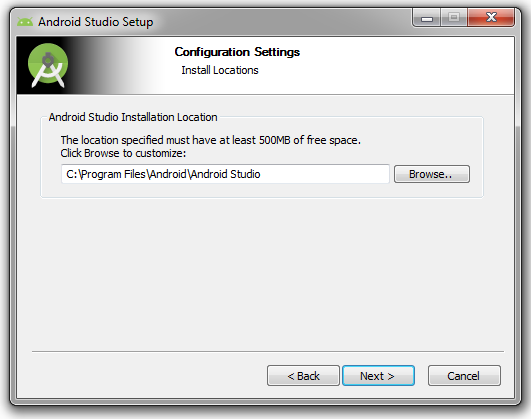 Android Studio Setup
Configuration Settings
Install Locations
Android Studio Installation Location
The location specified must have at least 500MB of free space.
Click Browse to customize:
C:\Program Files\Android\Android Studio
Browse..
< Back
Next >
Cancel